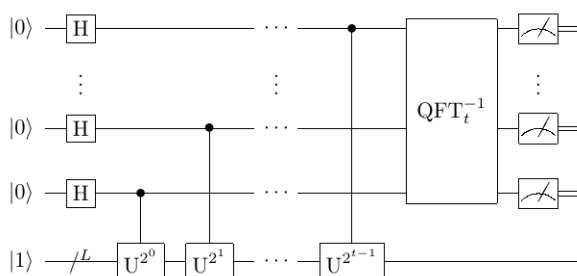 |0⟩ H ··· 
⋮ ⋮ ⋮
|0⟩ H ··· QFT_t^{-1}
|0⟩ H ···
|1⟩ L U^{2^0} U^{2^1} ··· U^{2^{t-1}}